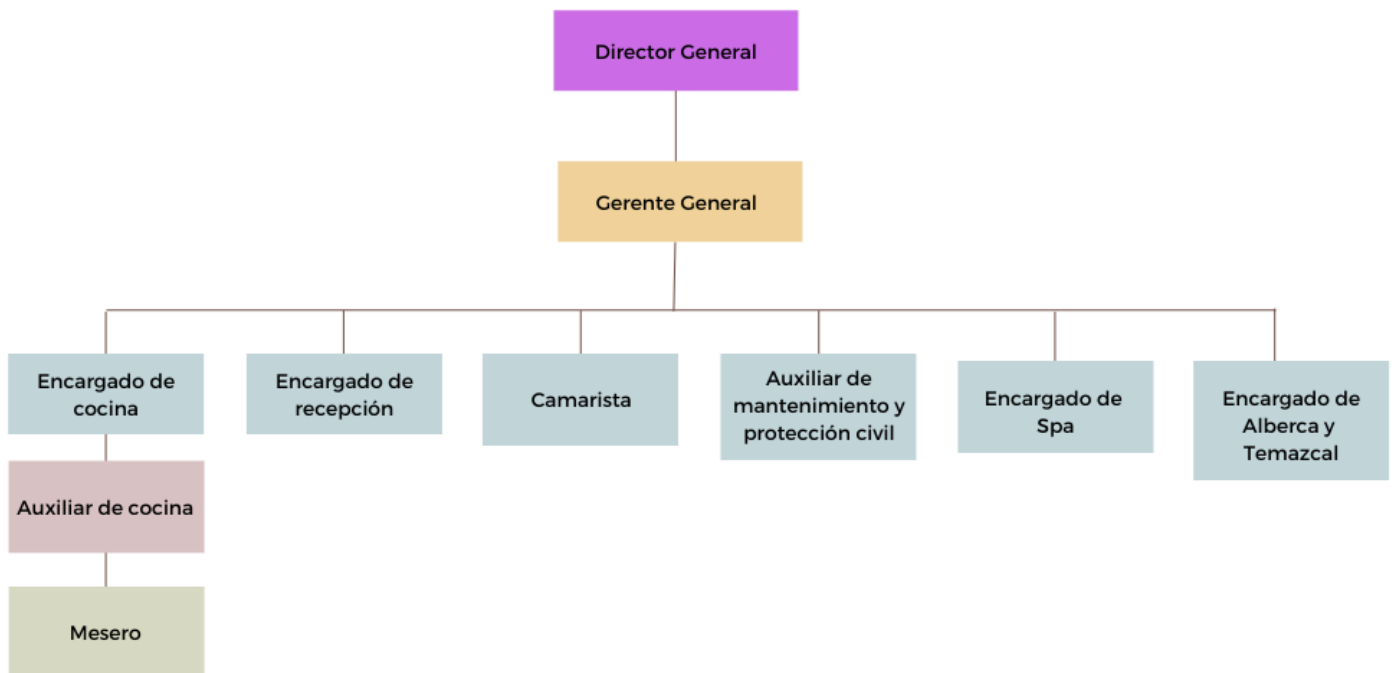 Director General
Gerente General
Encargado de
cocina
Encargado de
recepción
Camarista
Auxiliar de
mantenimiento y
protección civil
Encargado de
Spa
Encargado de
Alberca y
Temazcal
Auxiliar de cocina
Mesero